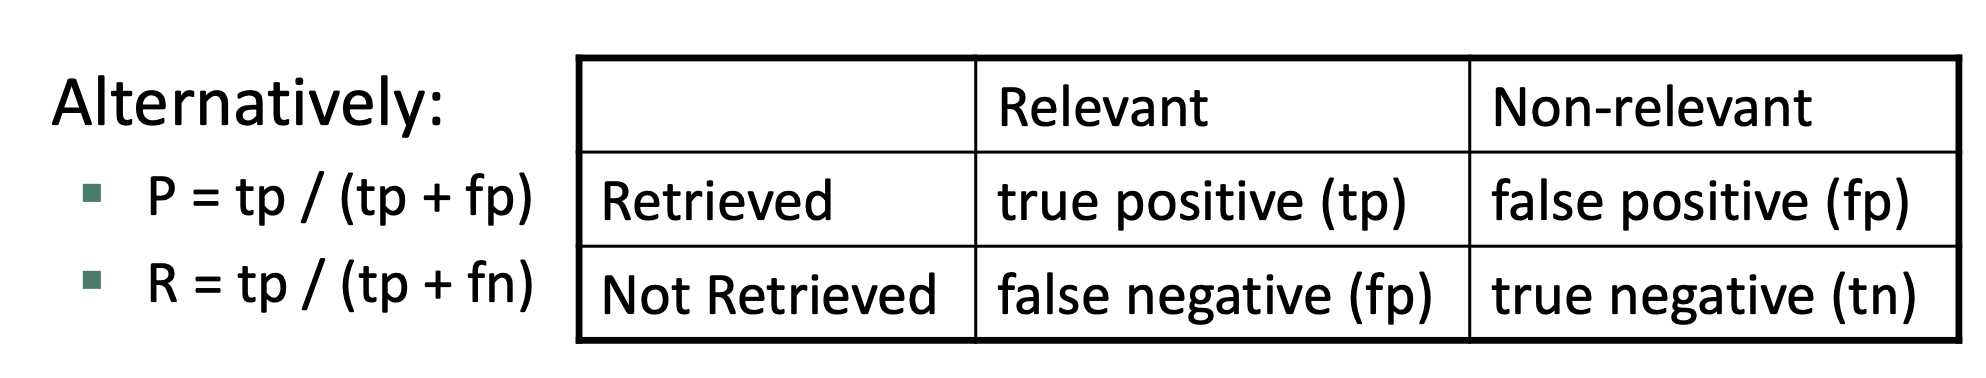 Alternatively:
▪ P = tp / (tp + fp)
▪ R = tp / (tp + fn)
Relevant Non-relevant
Retrieved true positive (tp) false positive (fp)
Not Retrieved false negative (fp) true negative (tn)